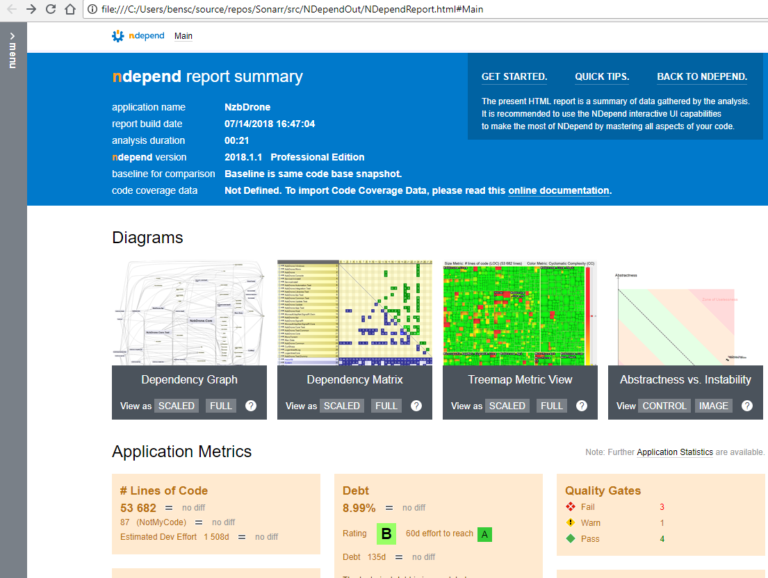 file:///C:/Users/bensc/source/repos/Sonarr/src/NDependOut/NDependReport.html#Main
menu
ndepend Main
ndepend report summary
GET STARTED. QUICK TIPS. BACK TO NDEPEND.
The present HTML report is a summary of data gathered by the analysis.
It is recommended to use the NDepend interactive UI capabilities
to make the most of NDepend by mastering all aspects of your code.
application name NzbDrone
report build date 07/14/2018 16:47:04
analysis duration 00:21
ndepend version 2018.1.1 Professional Edition
baseline for comparison Baseline is same code base snapshot.
code coverage data Not Defined. To import Code Coverage Data, please read this online documentation.
Diagrams
Abstractness
Dependency Graph
View as SCALED FULL ?
Dependency Matrix
View as SCALED FULL ?
Treemap Metric View
View as SCALED FULL ?
Abstractness vs. Instability
View CONTROL IMAGE ?
Application Metrics
Note: Further Application Statistics are available.
# Lines of Code
53 682 = no diff
87 (NotMyCode) = no diff
Estimated Dev Effort 1 508d = no diff
Debt
8.99% = no diff
Rating B 60d effort to reach A
Debt 135d = no diff
Quality Gates
Fail 3
Warn 1
Pass 4